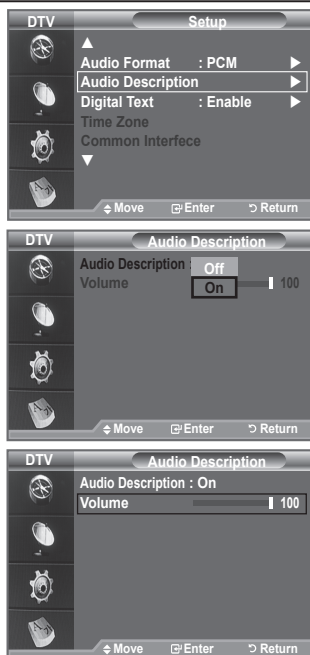 DTV Setup
▲
Audio Format : PCM ▶
Audio Description ▶
Digital Text : Enable ▶
Time Zone
Common Interfece
▼
Move Enter Return
DTV Audio Description
Audio Description : Off
Volume On 100
Move Enter Return
DTV Audio Description
Audio Description : On
Volume 100
Move Enter Return